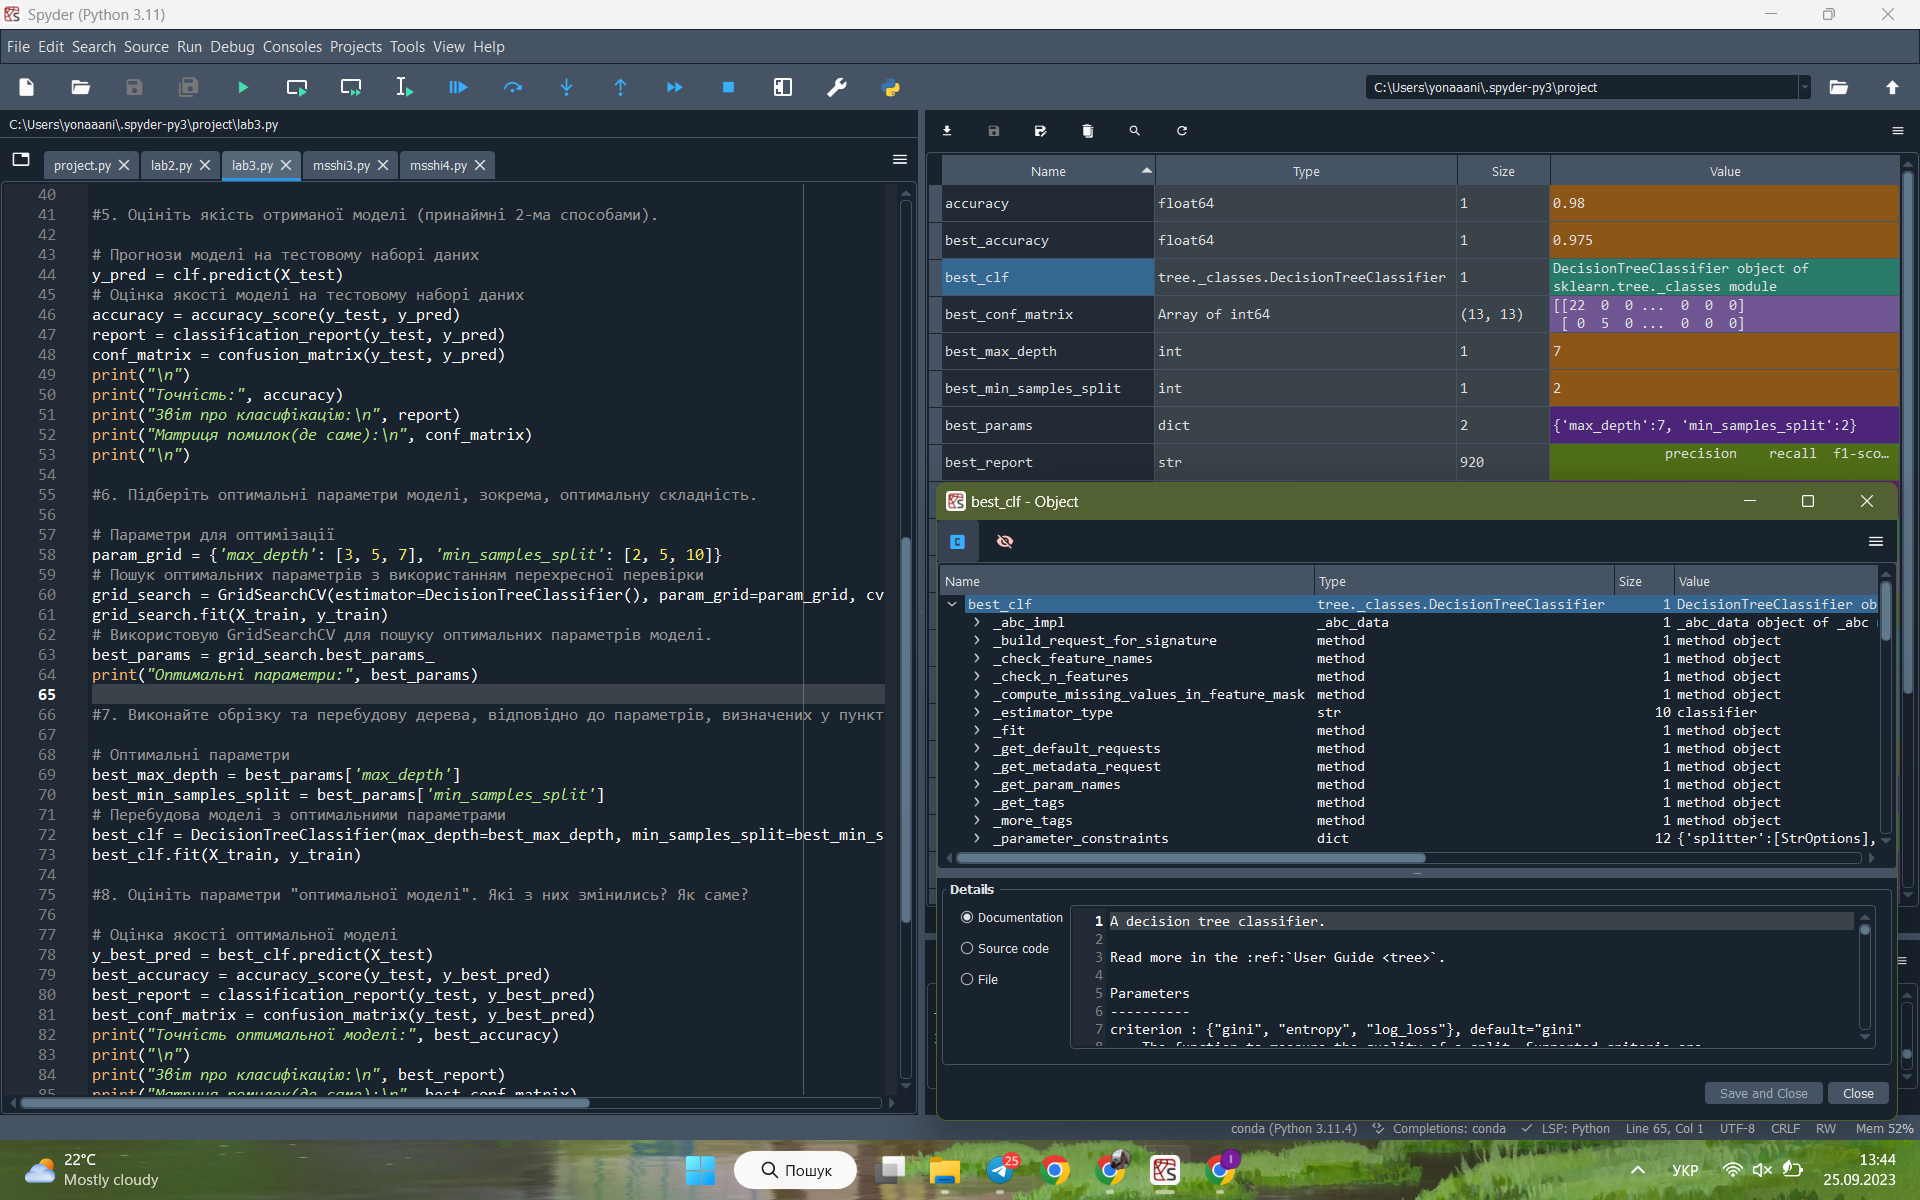 Spyder (Python 3.11)
File Edit Search Source Run Debug Consoles Projects Tools View Help
C:\Users\yonaaani\.spyder-py3\project
C:\Users\yonaaani\.spyder-py3\project\lab3.py
project.py lab2.py lab3.py msshi3.py msshi4.py
40
41 #5. Оцініть якість отриманої моделі (принаймні 2-ма способами).
42
43 # Прогнози моделі на тестовому наборі даних
44 y_pred = clf.predict(X_test)
45 # Оцінка якості моделі на тестовому наборі даних
46 accuracy = accuracy_score(y_test, y_pred)
47 report = classification_report(y_test, y_pred)
48 conf_matrix = confusion_matrix(y_test, y_pred)
49 print("\n")
50 print("Точність:", accuracy)
51 print("Звіт про класифікацію:\n", report)
52 print("Матриця помилок(де саме):\n", conf_matrix)
53 print("\n")
54
55 #6. Підберіть оптимальні параметри моделі, зокрема, оптимальну складність.
56
57 # Параметри для оптимізації
58 param_grid = {'max_depth': [3, 5, 7], 'min_samples_split': [2, 5, 10]}
59 # Пошук оптимальних параметрів з використанням перехресної перевірки
60 grid_search = GridSearchCV(estimator=DecisionTreeClassifier(), param_grid=param_grid, cv
61 grid_search.fit(X_train, y_train)
62 # Використовую GridSearchCV для пошуку оптимальних параметрів моделі.
63 best_params = grid_search.best_params_
64 print("Оптимальні параметри:", best_params)
65
66 #7. Виконайте обрізку та перебудову дерева, відповідно до параметрів, визначених у пункт
67
68 # Оптимальні параметри
69 best_max_depth = best_params['max_depth']
70 best_min_samples_split = best_params['min_samples_split']
71 # Перебудова моделі з оптимальними параметрами
72 best_clf = DecisionTreeClassifier(max_depth=best_max_depth, min_samples_split=best_min_s
73 best_clf.fit(X_train, y_train)
74
75 #8. Оцініть параметри "оптимальної моделі". Які з них змінились? Як саме?
76
77 # Оцінка якості оптимальної моделі
78 y_best_pred = best_clf.predict(X_test)
79 best_accuracy = accuracy_score(y_test, y_best_pred)
80 best_report = classification_report(y_test, y_best_pred)
81 best_conf_matrix = confusion_matrix(y_test, y_best_pred)
82 print("Точність оптимальної моделі:", best_accuracy)
83 print("\n")
84 print("Звіт про класифікацію:\n", best_report)
85 print("Матриця помилок(де саме):\n", best_conf_matrix)
Name Type Size Value
accuracy float64 1 0.98
best_accuracy float64 1 0.975
best_clf tree._classes.DecisionTreeClassifier 1 DecisionTreeClassifier object of
sklearn.tree._classes module
best_conf_matrix Array of int64 (13, 13) [[22 0 0 ... 0 0 0]
[ 0 5 0 ... 0 0 0]
best_max_depth int 1 7
best_min_samples_split int 1 2
best_params dict 2 {'max_depth':7, 'min_samples_split':2}
best_report str 920 precision recall f1-sco…
best_clf - Object
Name Type Size Value
best_clf tree._classes.DecisionTreeClassifier 1 DecisionTreeClassifier ob
_abc_impl _abc_data 1 _abc_data object of _abc
_build_request_for_signature method 1 method object
_check_feature_names method 1 method object
_check_n_features method 1 method object
_compute_missing_values_in_feature_mask method 1 method object
_estimator_type str 10 classifier
_fit method 1 method object
_get_default_requests method 1 method object
_get_metadata_request method 1 method object
_get_param_names method 1 method object
_get_tags method 1 method object
_more_tags method 1 method object
_parameter_constraints dict 12 {'splitter':[StrOptions],
Details
Documentation
Source code
File
1 A decision tree classifier.
2
3 Read more in the :ref:`User Guide <tree>`.
4
5 Parameters
6 ----------
7 criterion : {"gini", "entropy", "log_loss"}, default="gini"
Save and Close Close
conda (Python 3.11.4) Completions: conda LSP: Python Line 65, Col 1 UTF-8 CRLF RW Mem 52%
22°C
Mostly cloudy
Пошук
25
УКР
13:44
25.09.2023